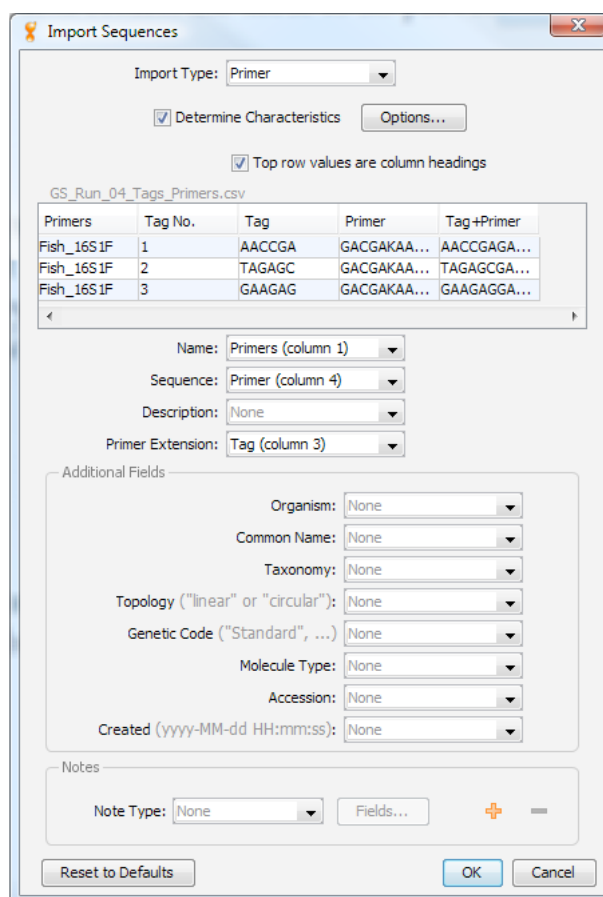 Import Sequences
Import Type: Primer
Determine Characteristics Options...
Top row values are column headings
GS_Run_04_Tags_Primers.csv
Primers Tag No. Tag Primer Tag+Primer
Fish_16S1F 1 AACCGA GACGAKAA... AACCGAGA...
Fish_16S1F 2 TAGAGC GACGAKAA... TAGAGCGA...
Fish_16S1F 3 GAAGAG GACGAKAA... GAAGAGGA...
Name: Primers (column 1)
Sequence: Primer (column 4)
Description: None
Primer Extension: Tag (column 3)
Additional Fields
Organism: None
Common Name: None
Taxonomy: None
Topology ("linear" or "circular"): None
Genetic Code ("Standard", ...) None
Molecule Type: None
Accession: None
Created (yyyy-MM-dd HH:mm:ss): None
Notes
Note Type: None Fields...
Reset to Defaults OK Cancel